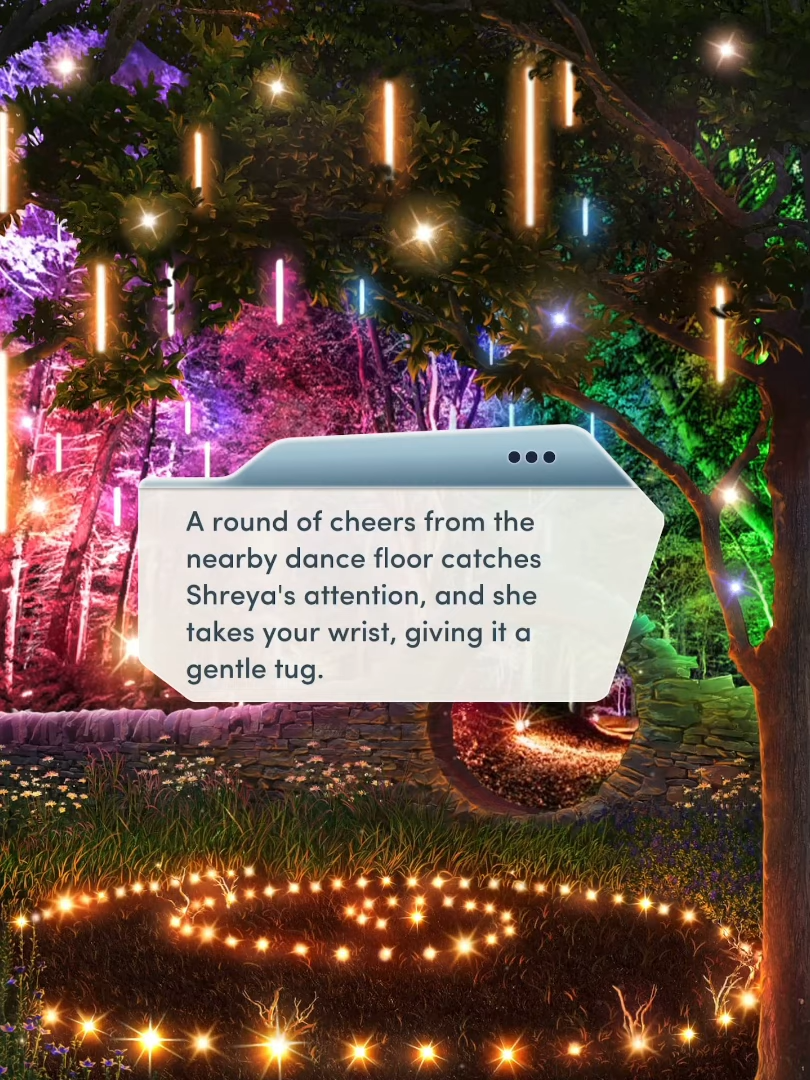 A round of cheers from the
nearby dance floor catches
Shreya's attention, and she
takes your wrist, giving it a
gentle tug.